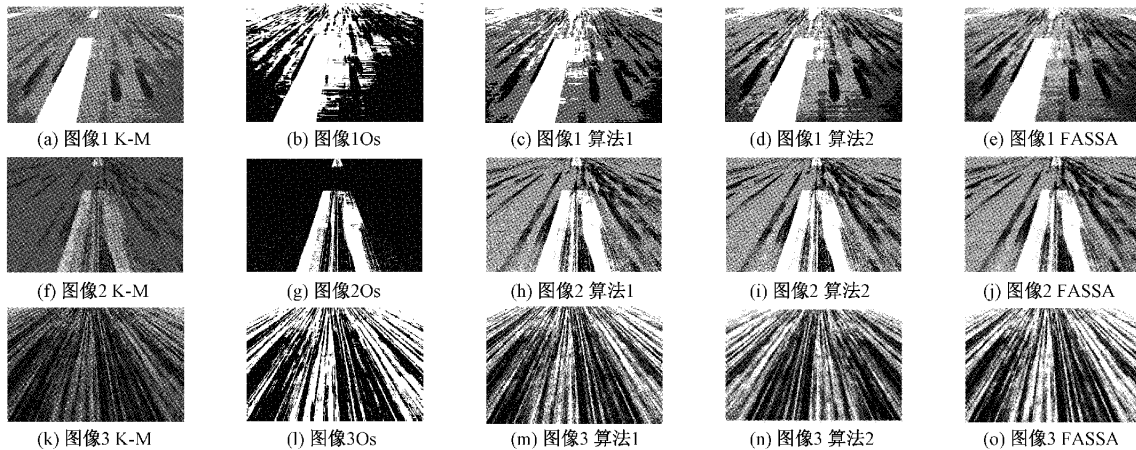 (a) 图像1 K-M
(b) 图像1Os
(c) 图像1 算法1
(d) 图像1 算法2
(e) 图像1 FASSA
(f) 图像2 K-M
(g) 图像2Os
(h) 图像2 算法1
(i) 图像2 算法2
(j) 图像2 FASSA
(k) 图像3 K-M
(l) 图像3Os
(m) 图像3 算法1
(n) 图像3 算法2
(o) 图像3 FASSA